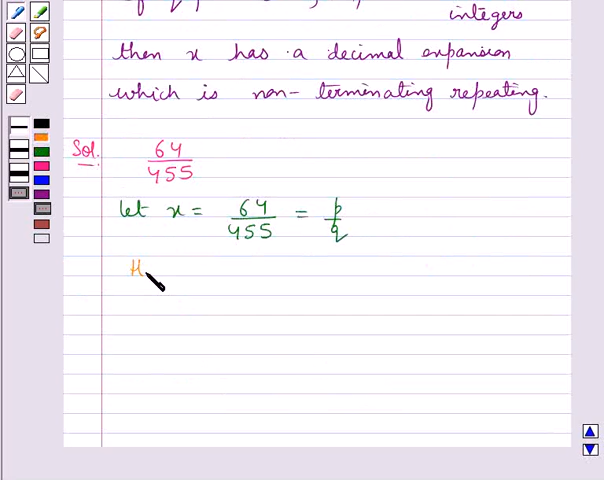 integers
then x has a decimal expansion
which is non-terminating repeating.
Sol. 64/455
let x = 64/455 = p/q
H